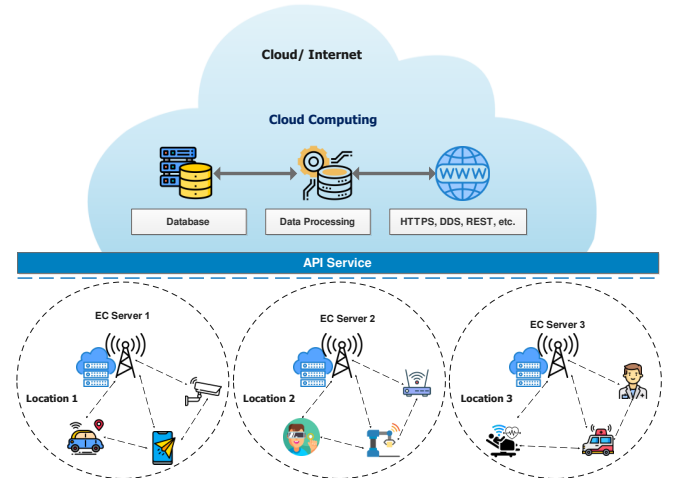 Cloud/ Internet
Cloud Computing
WWW
Database
Data Processing
HTTPS, DDS, REST, etc.
API Service
EC Server 1
EC Server 2
EC Server 3
Location 1
Location 2
Location 3